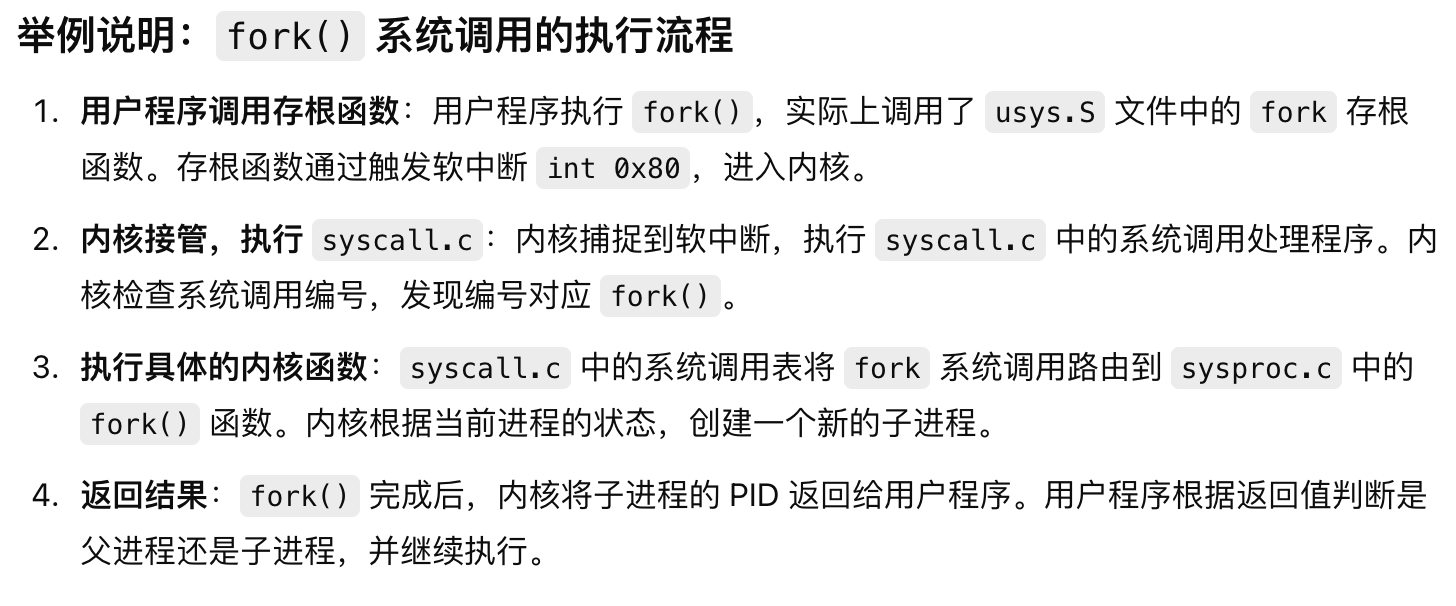 举例说明：fork() 系统调用的执行流程
1. 用户程序调用存根函数：用户程序执行 fork()，实际上调用了 usys.S 文件中的 fork 存根
函数。存根函数通过触发软中断 int 0x80，进入内核。
2. 内核接管，执行 syscall.c：内核捕捉到软中断，执行 syscall.c 中的系统调用处理程序。内
核检查系统调用编号，发现编号对应 fork()。
3. 执行具体的内核函数：syscall.c 中的系统调用表将 fork 系统调用路由到 sysproc.c 中的
fork() 函数。内核根据当前进程的状态，创建一个新的子进程。
4. 返回结果：fork() 完成后，内核将子进程的 PID 返回给用户程序。用户程序根据返回值判断是
父进程还是子进程，并继续执行。